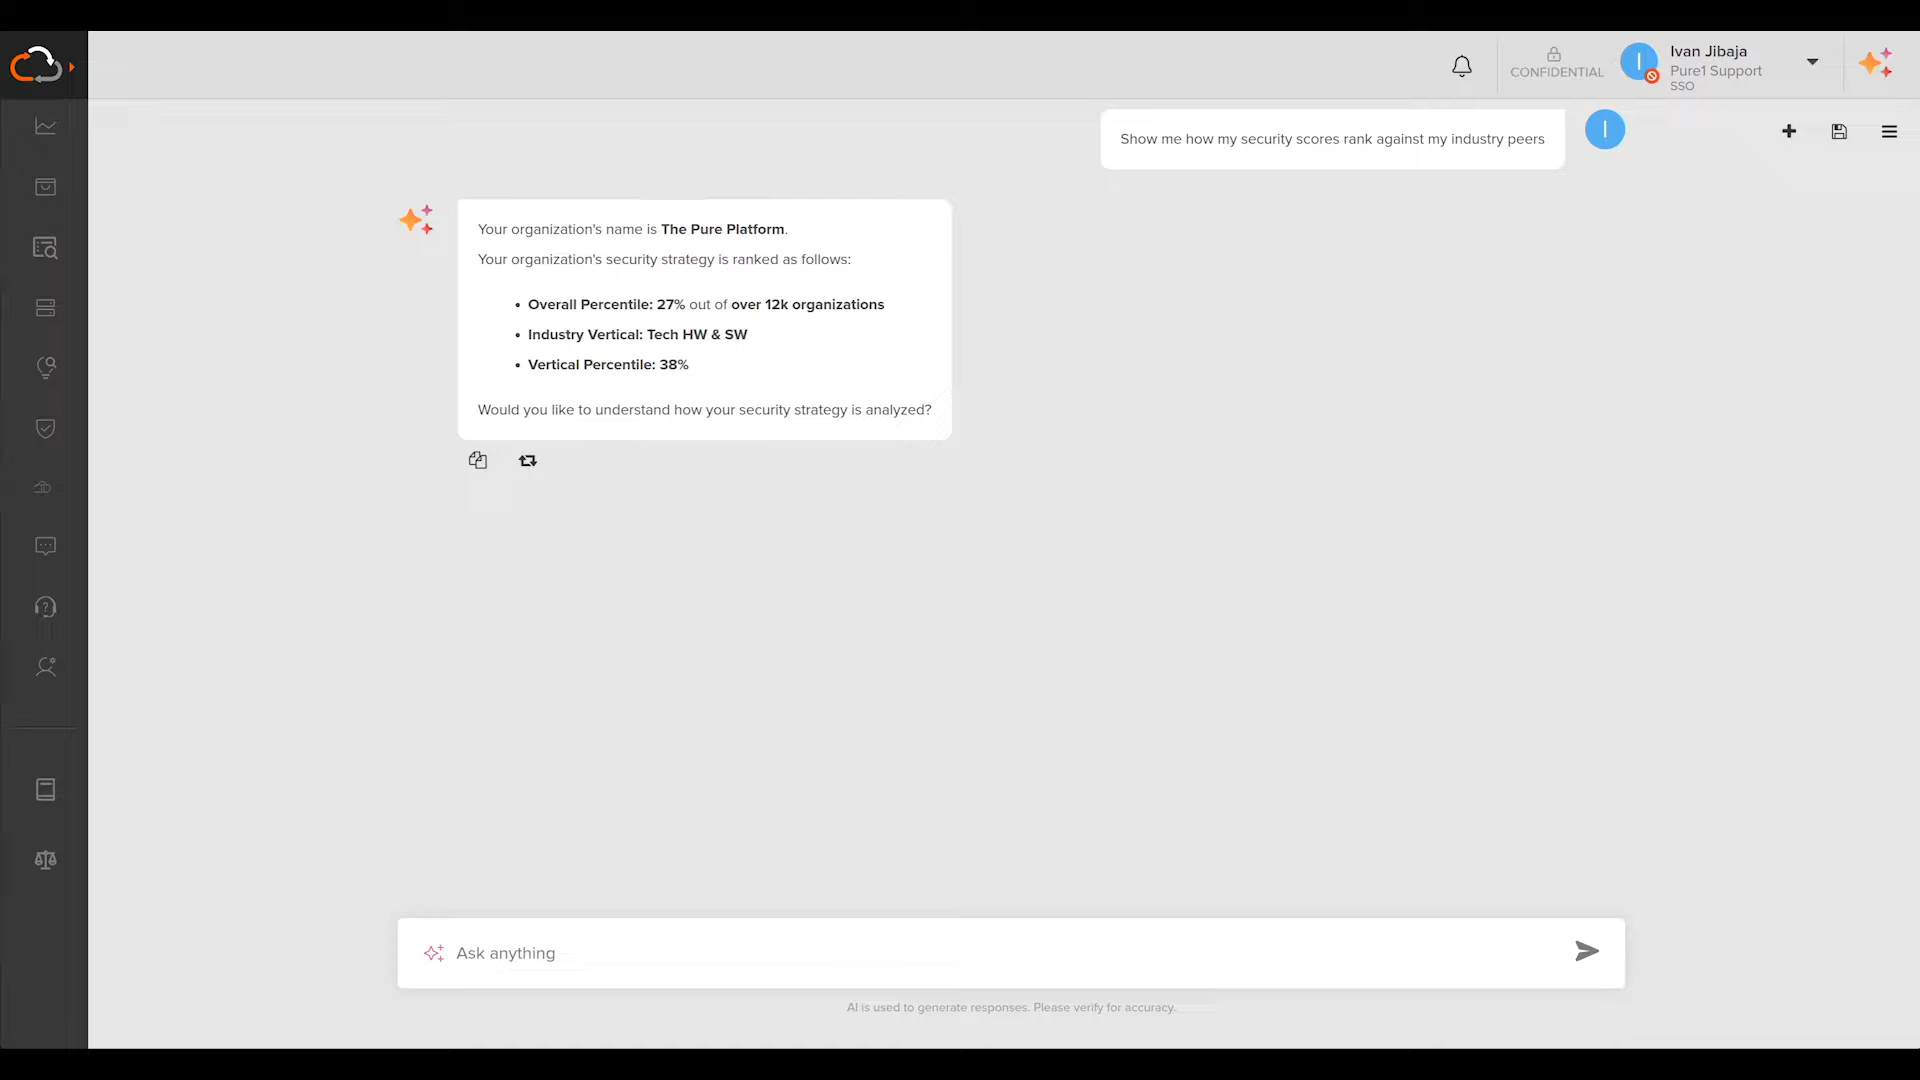 Ivan Jibaja
CONFIDENTIAL
Pure1 Support
SSO
I
Show me how my security scores rank against my industry peers
I
Your organization's name is The Pure Platform.
Your organization's security strategy is ranked as follows:
• Overall Percentile: 27% out of over 12k organizations
• Industry Vertical: Tech HW & SW
• Vertical Percentile: 38%
Would you like to understand how your security strategy is analyzed?
Ask anything
AI is used to generate responses. Please verify for accuracy.